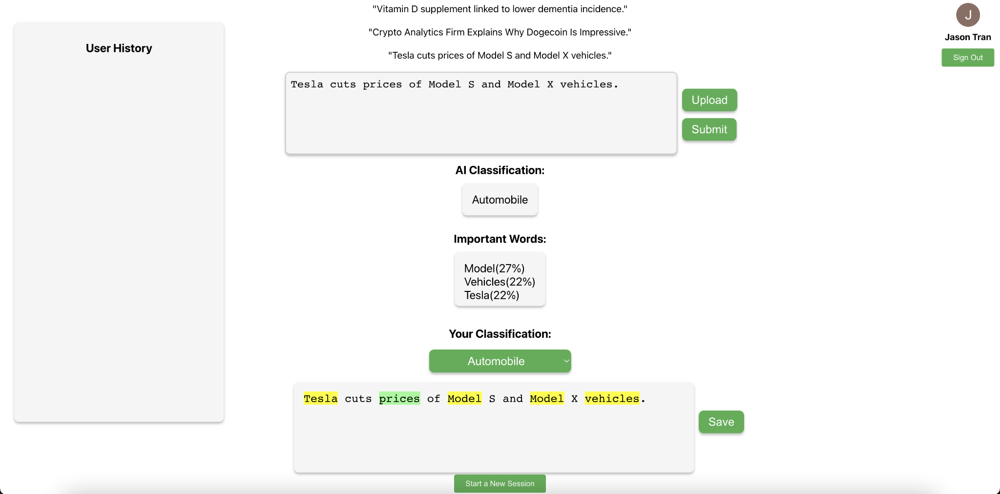 "Vitamin D supplement linked to lower dementia incidence."
"Crypto Analytics Firm Explains Why Dogecoin Is Impressive."
"Tesla cuts prices of Model S and Model X vehicles."
J
Jason Tran
Sign Out
User History
Tesla cuts prices of Model S and Model X vehicles.
Upload
Submit
AI Classification:
Automobile
Important Words:
Model(27%)
Vehicles(22%)
Tesla(22%)
Your Classification:
Automobile
Tesla cuts prices of Model S and Model X vehicles.
Save
Start a New Session